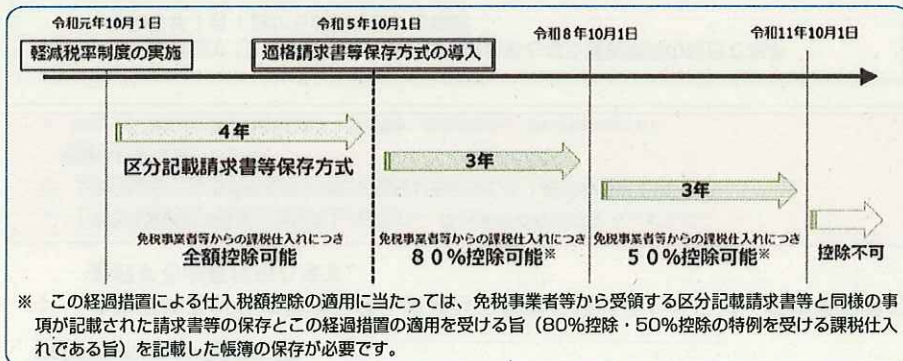 令和元年10月1日
令和5年10月1日
令和8年10月1日
令和11年10月1日
軽減税率制度の実施
適格請求書等保存方式の導入
4年
区分記載請求書等保存方式
3年
3年
免税事業者等からの課税仕入れにつき
全額控除可能
免税事業者等からの課税仕入れにつき
80%控除可能※
免税事業者等からの課税仕入れにつき
50%控除可能※
控除不可
※ この経過措置による仕入税額控除の適用に当たっては、免税事業者等から受領する区分記載請求書等と同様の事
項が記載された請求書等の保存とこの経過措置の適用を受ける旨（80%控除・50%控除の特例を受ける課税仕入
れである旨）を記載した帳簿の保存が必要です。